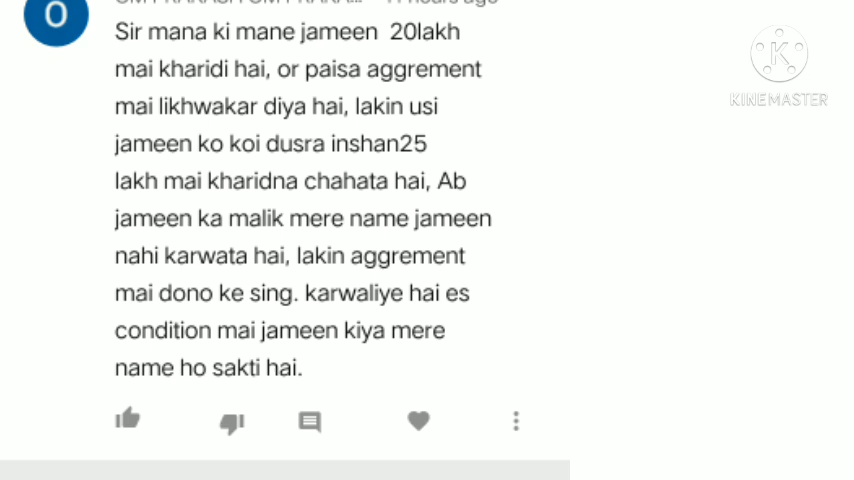 O
Sir mana ki mane jameen 20lakh
mai kharidi hai, or paisa aggrement
mai likhwakar diya hai, lakin usi
jameen ko koi dusra inshan25
lakh mai kharidna chahata hai, Ab
jameen ka malik mere name jameen
nahi karwata hai, lakin aggrement
mai dono ke sing. karwaliye hai es
condition mai jameen kiya mere
name ho sakti hai.
K
KINEMASTER